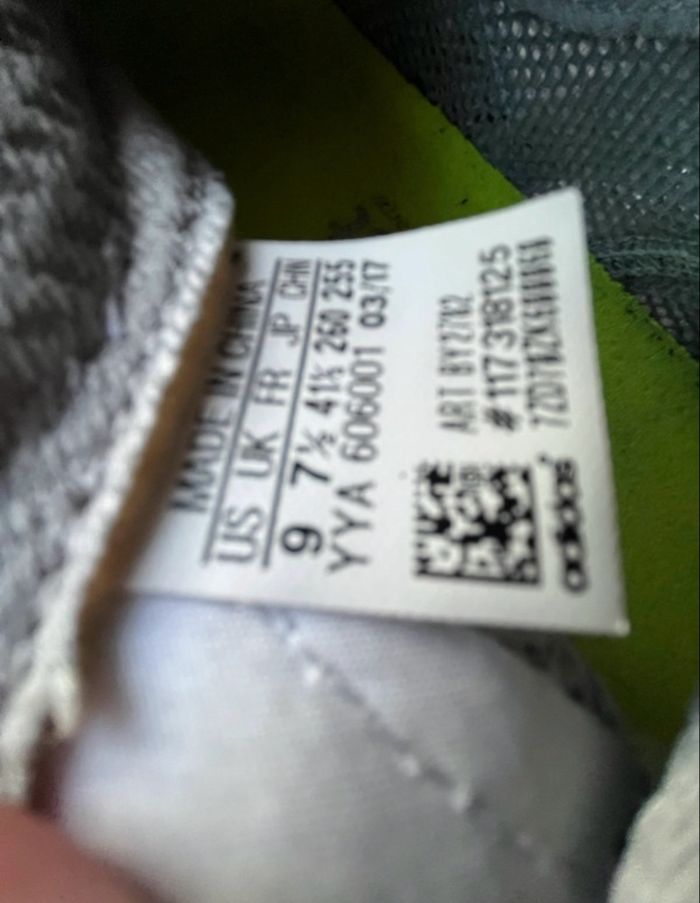 MADE IN CHINA
US UK FR JP CHN
9 7½ 41⅓ 260 255
YYA 606001 03/17
ART BY2702
# 117318125
adidas